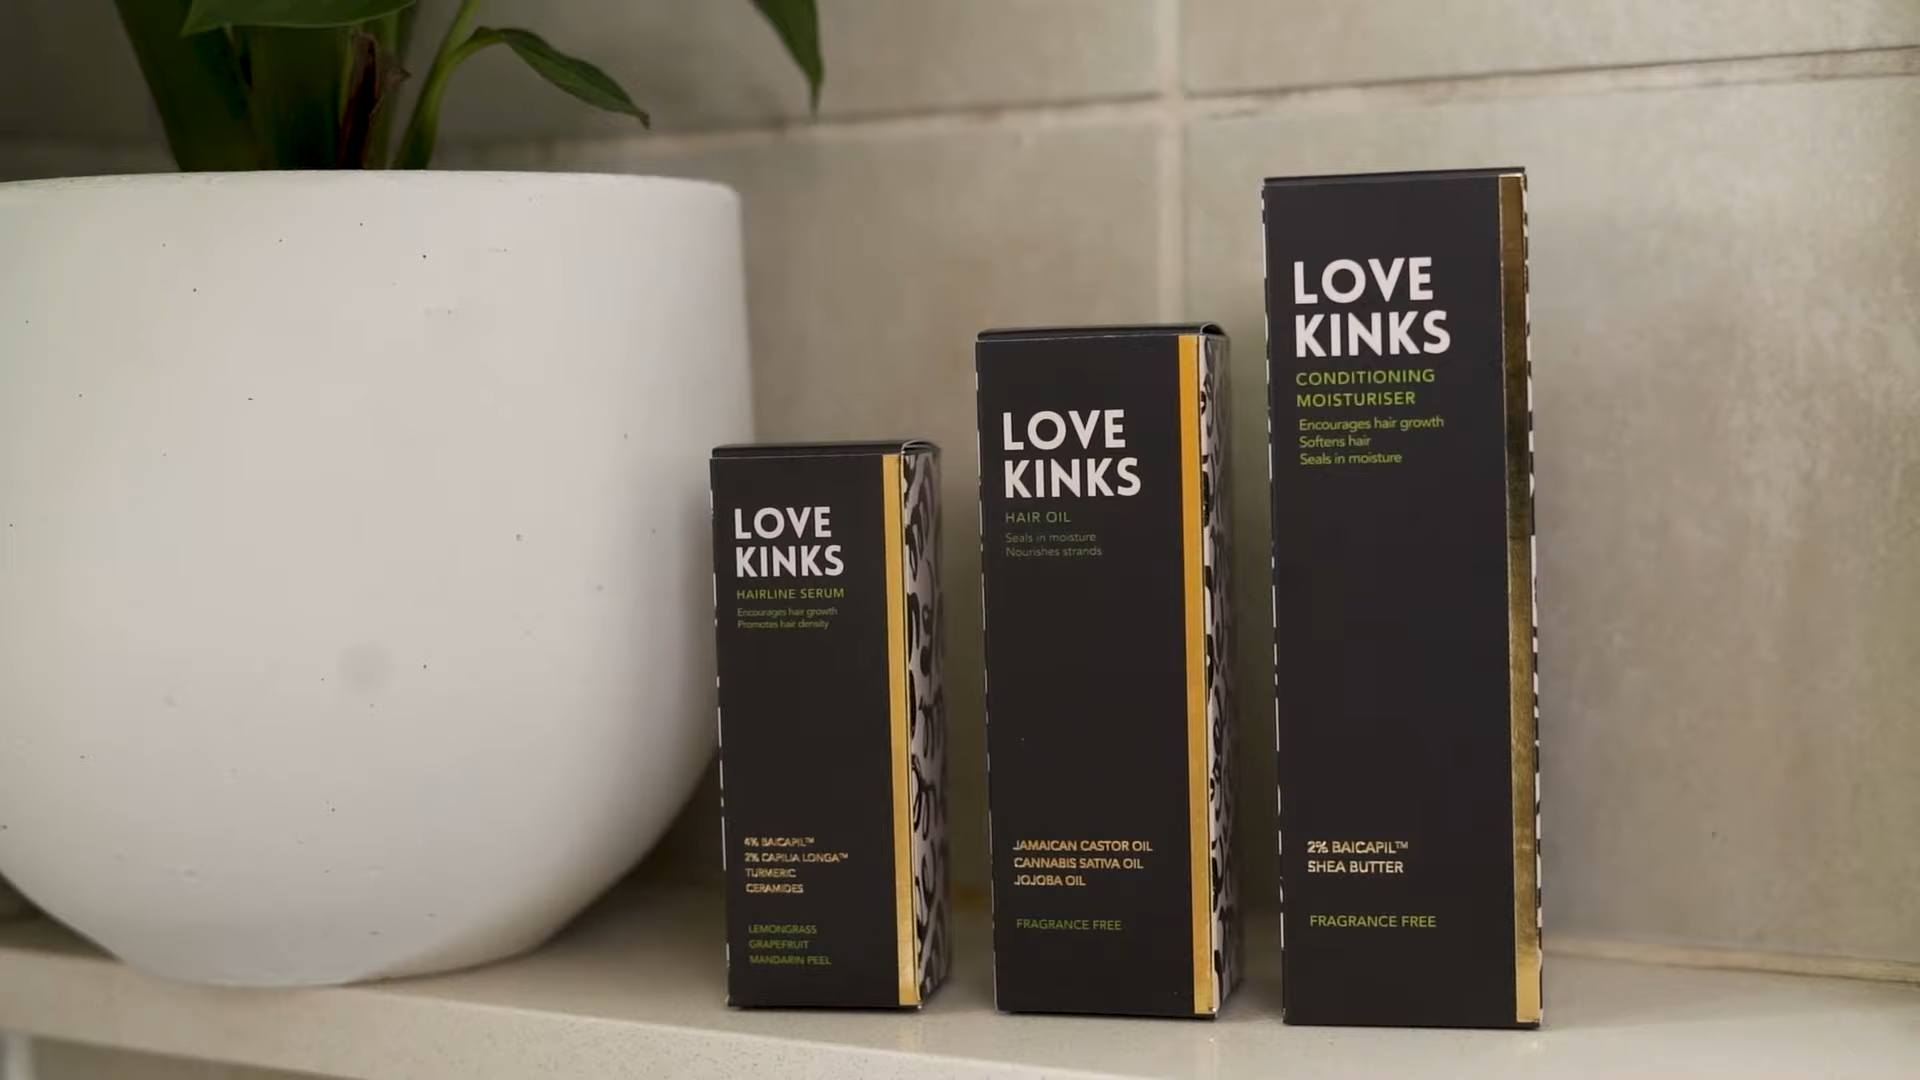 LOVE
KINKS
HAIRLINE SERUM
Encourages hair growth
Promotes hair density
4% BAICAPIL™
2% CAPILIA LONGA™
TURMERIC
CERAMIDES
LEMONGRASS
GRAPEFRUIT
MANDARIN PEEL
LOVE
KINKS
HAIR OIL
Seals in moisture
Nourishes strands
JAMAICAN CASTOR OIL
CANNABIS SATIVA OIL
JOJOBA OIL
FRAGRANCE FREE
LOVE
KINKS
CONDITIONING
MOISTURISER
Encourages hair growth
Softens hair
Seals in moisture
2% BAICAPIL™
SHEA BUTTER
FRAGRANCE FREE